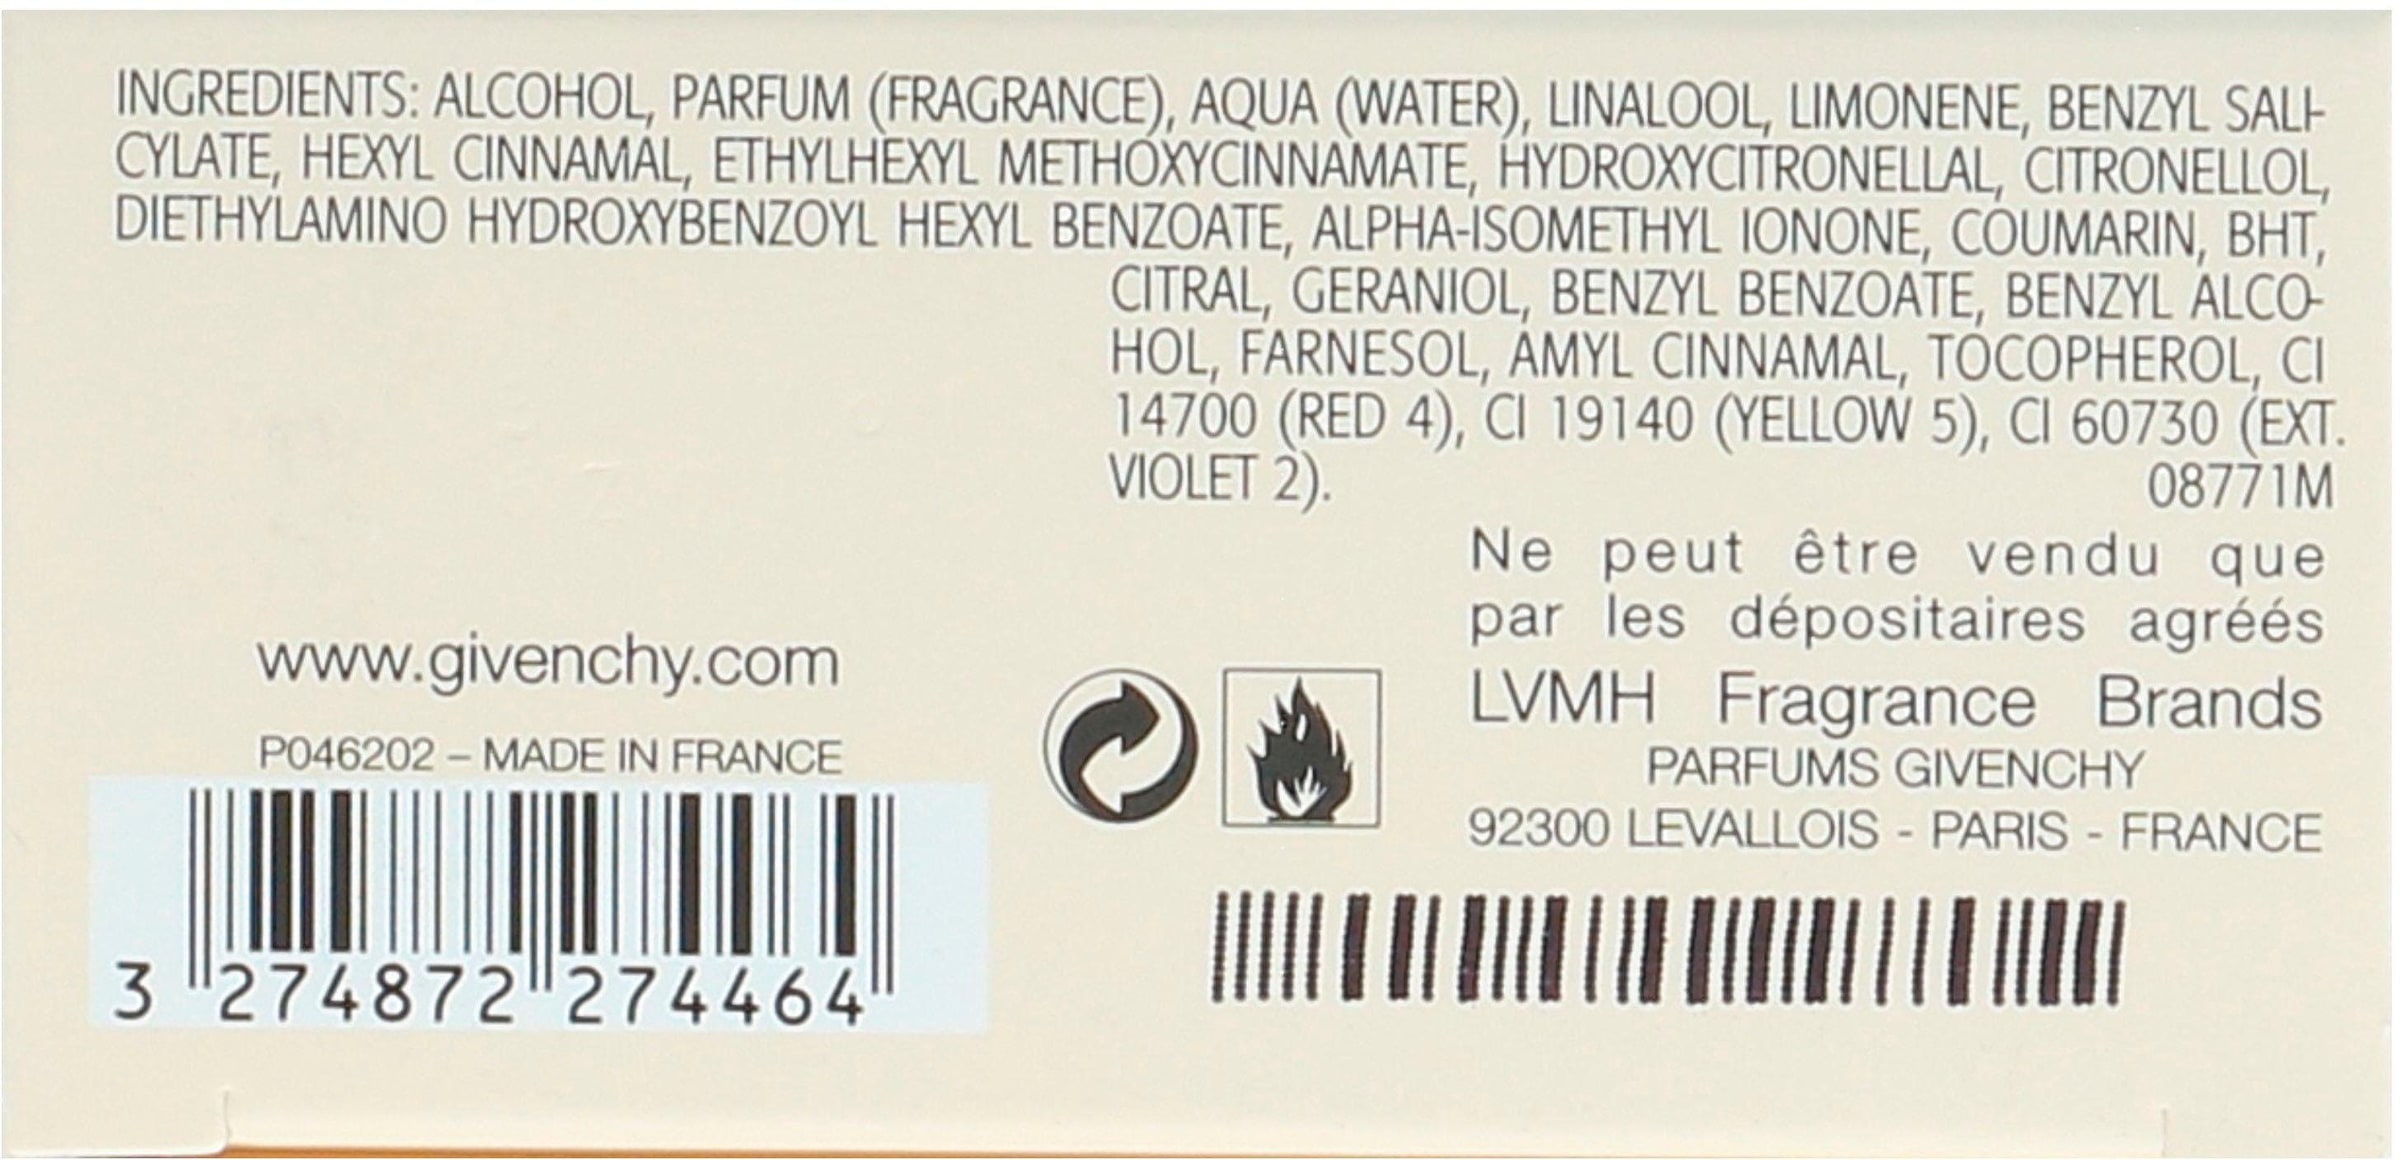 INGREDIENTS: ALCOHOL, PARFUM (FRAGRANCE), AQUA (WATER), LINALOOL, LIMONENE, BENZYL SALI-
CYLATE, HEXYL CINNAMAL, ETHYLHEXYL METHOXYCINNAMATE, HYDROXYCITRONELLAL, CITRONELLOL,
DIETHYLAMINO HYDROXYBENZOYL HEXYL BENZOATE, ALPHA-ISOMETHYL IONONE, COUMARIN, BHT,
CITRAL, GERANIOL, BENZYL BENZOATE, BENZYL ALCO-
HOL, FARNESOL, AMYL CINNAMAL, TOCOPHEROL, CI
14700 (RED 4), CI 19140 (YELLOW 5), CI 60730 (EXT.
VIOLET 2). 08771M
Ne peut être vendu que
par les dépositaires agréés
LVMH Fragrance Brands
PARFUMS GIVENCHY
92300 LEVALLOIS - PARIS - FRANCE
www.givenchy.com
P046202 – MADE IN FRANCE
3 274872 274464